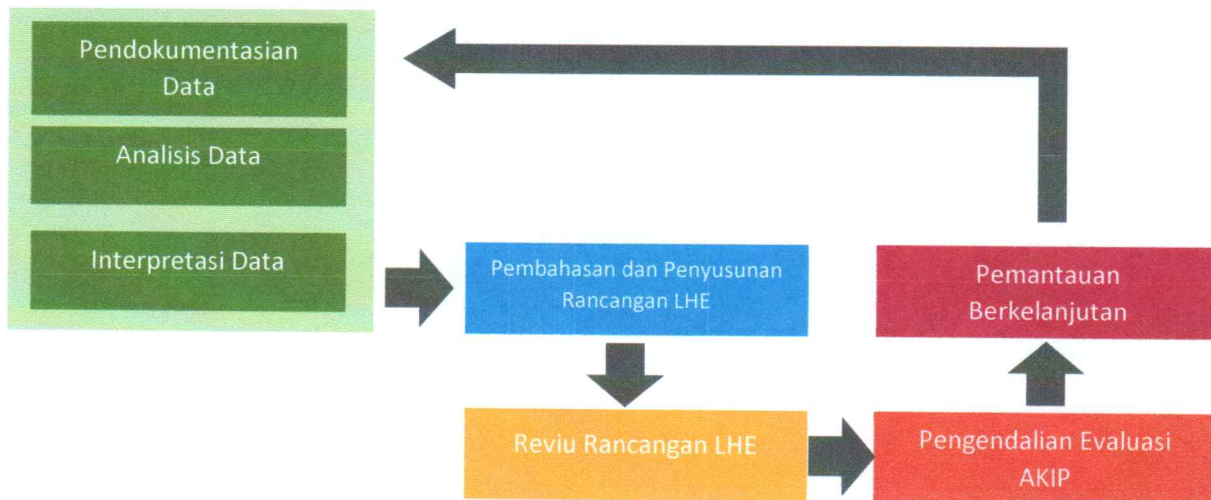 Pendokumentasian
Data
Analisis Data
Interpretasi Data
Pembahasan dan Penyusunan
Rancangan LHE
Reviu Rancangan LHE
Pengendalian Evaluasi
AKIP
Pemantauan
Berkelanjutan